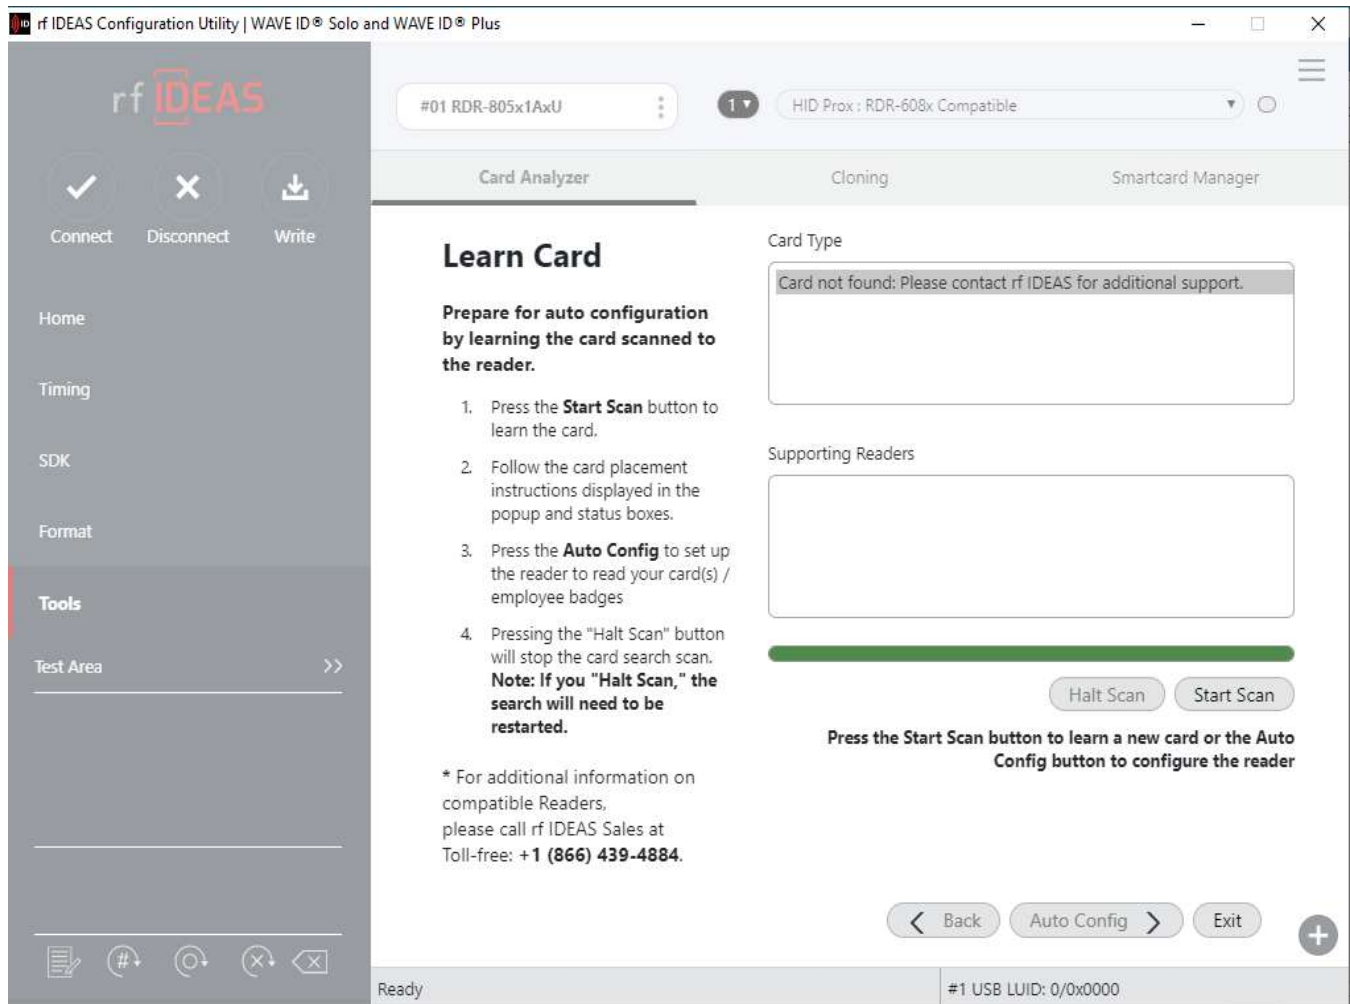 rf IDEAS Configuration Utility | WAVE ID® Solo and WAVE ID® Plus
rf IDEAS
Connect Disconnect Write
Home
Timing
SDK
Format
Tools
Test Area >>
#01 RDR-805x1AxU
1
HID Prox : RDR-608x Compatible
Card Analyzer
Cloning
Smartcard Manager
Learn Card
Prepare for auto configuration
by learning the card scanned to
the reader.
1. Press the Start Scan button to
learn the card.
2. Follow the card placement
instructions displayed in the
popup and status boxes.
3. Press the Auto Config to set up
the reader to read your card(s) /
employee badges
4. Pressing the "Halt Scan" button
will stop the card search scan.
Note: If you "Halt Scan," the
search will need to be
restarted.
* For additional information on
compatible Readers,
please call rf IDEAS Sales at
Toll-free: +1 (866) 439-4884.
Card Type
Card not found: Please contact rf IDEAS for additional support.
Supporting Readers
Halt Scan
Start Scan
Press the Start Scan button to learn a new card or the Auto
Config button to configure the reader
Back
Auto Config
Exit
Ready
#1 USB LUID: 0/0x0000